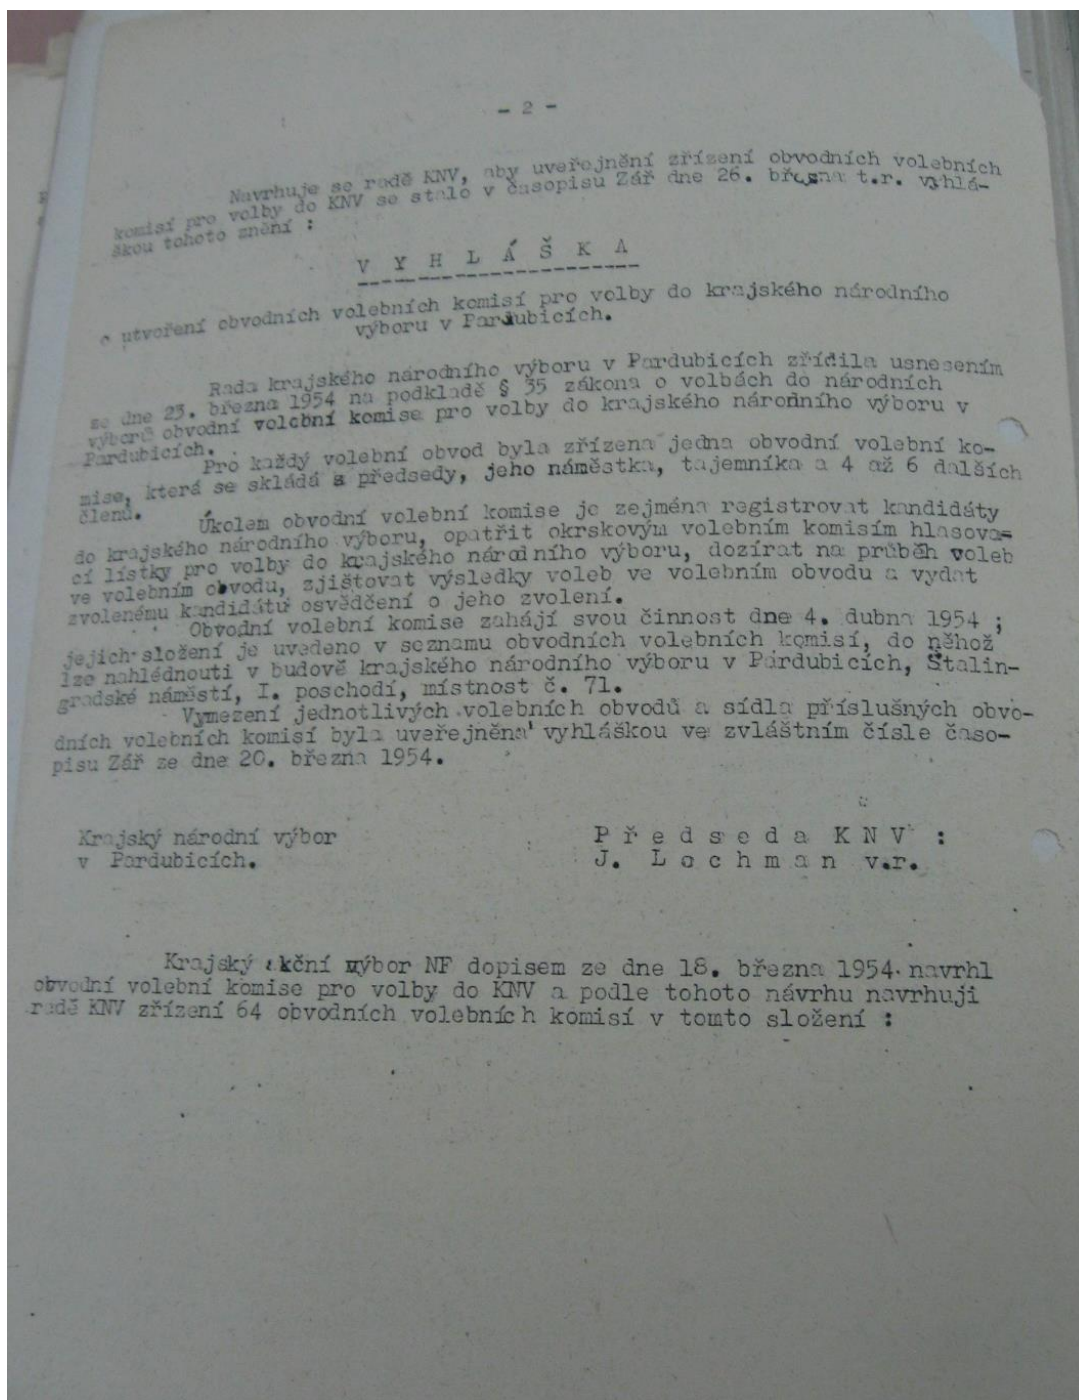 - 2 -
Navrhuje se radě KNV, aby uveřejnění zřízení obvodních volebních
komisí pro volby do KNV se stalo v časopisu Zář dne 26. března t.r. vyhlá-
škou tohoto znění :
V Y H L Á Š K A
o utvoření obvodních volebních komisí pro volby do krajského národního
výboru v Pardubicích.
Rada krajského národního výboru v Pardubicích zřídila usnesením
ze dne 23. března 1954 na podkladě § 35 zákona o volbách do národních
výborů obvodní volební komise pro volby do krajského národního výboru v
Pardubicích.
Pro každý volební obvod byla zřízena jedna obvodní volební ko-
mise, která se skládá z předsedy, jeho náměstka, tajemníka a 4 až 6 dalších
členů.
Úkolem obvodní volební komise je zejména registrovat kandidáty
do krajského národního výboru, opatřit okrskovým volebním komisím hlasova-
cí lístky pro volby do krajského národního výboru, dozírat na průběh voleb
ve volebním obvodu, zjištovat výsledky voleb ve volebním obvodu a vydat
zvolenému kandidátu osvědčení o jeho zvolení.
Obvodní volební komise zahájí svou činnost dne 4. dubna 1954 ;
jejich složení je uvedeno v seznamu obvodních volebních komisí, do něhož
lze nahlédnouti v budově krajského národního výboru v Pardubicích, Stalin-
gradské náměstí, I. poschodí, místnost č. 71.
Vymezení jednotlivých volebních obvodů a sídla příslušných obvo-
dních volebních komisí byla uveřejněna vyhláškou ve zvláštním čísle časo-
pisu Zář ze dne 20. března 1954.
Krajský národní výbor P ř e d s e d a K N V :
v Pardubicích. J. L o c h m a n v.r.
Krajský akční výbor NF dopisem ze dne 18. března 1954 navrhl
obvodní volební komise pro volby do KNV a podle tohoto návrhu navrhuji
radě KNV zřízení 64 obvodních volebních komisí v tomto složení :